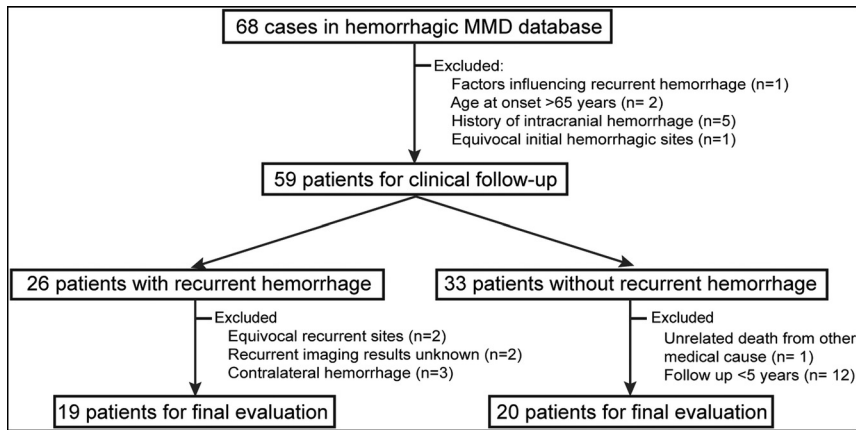 68 cases in hemorrhagic MMD database
Excluded:
Factors influencing recurrent hemorrhage (n=1)
Age at onset >65 years (n= 2)
History of intracranial hemorrhage (n=5)
Equivocal initial hemorrhagic sites (n=1)
59 patients for clinical follow-up
26 patients with recurrent hemorrhage
Excluded
Equivocal recurrent sites (n=2)
Recurrent imaging results unknown (n=2)
Contralateral hemorrhage (n=3)
19 patients for final evaluation
33 patients without recurrent hemorrhage
Excluded
Unrelated death from other
medical cause (n= 1)
Follow up <5 years (n= 12)
20 patients for final evaluation